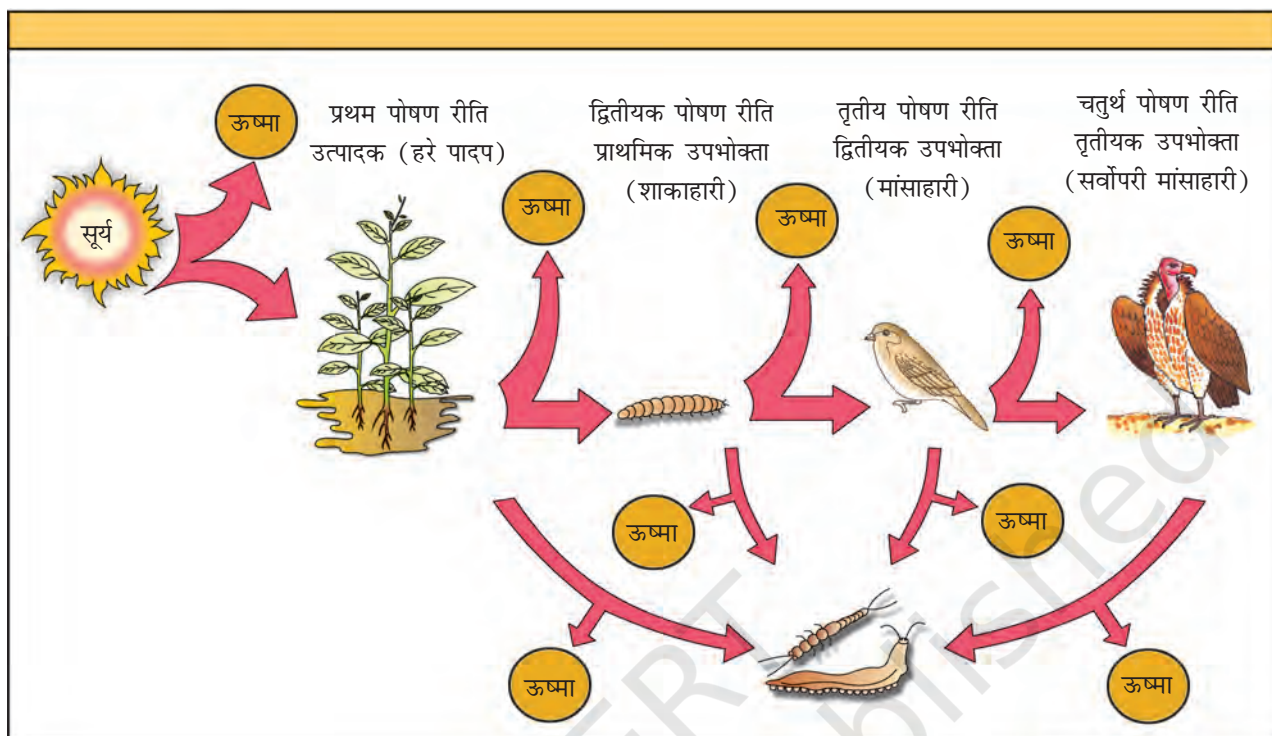 ऊष्मा
सूर्य
प्रथम पोषण रीति
उत्पादक (हरे पादप)
ऊष्मा
द्वितीयक पोषण रीति
प्राथमिक उपभोक्ता
(शाकाहारी)
ऊष्मा
तृतीय पोषण रीति
द्वितीयक उपभोक्ता
(मांसाहारी)
ऊष्मा
चतुर्थ पोषण रीति
तृतीयक उपभोक्ता
(सर्वोपरी मांसाहारी)
ऊष्मा
ऊष्मा
ऊष्मा
ऊष्मा